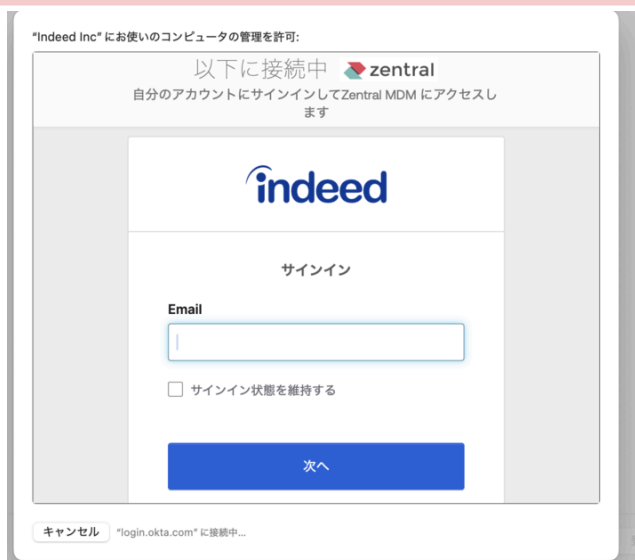 “Indeed Inc” にお使いのコンピュータの管理を許可:
以下に接続中 zentral
自分のアカウントにサインインしてZentral MDM にアクセスし
ます
indeed
サインイン
Email
サインイン状態を維持する
次へ
キャンセル “login.okta.com” に接続中...